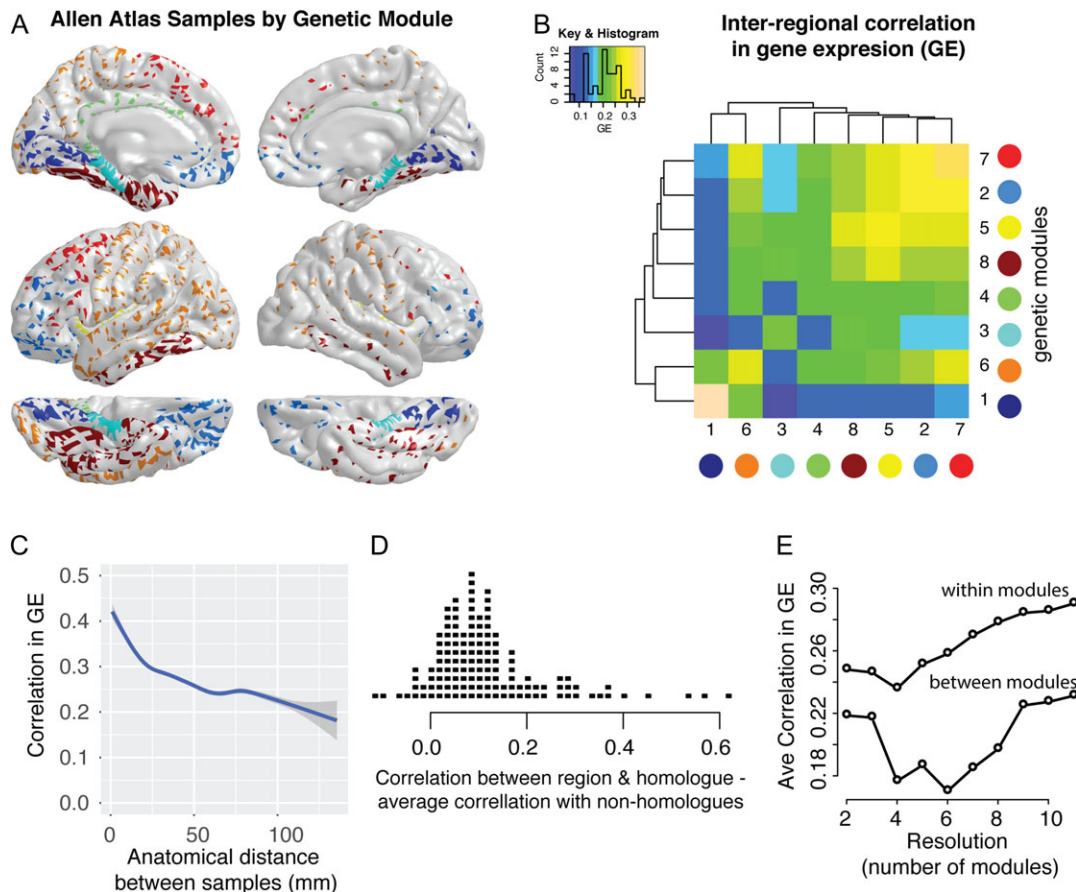 A
Allen Atlas Samples by Genetic Module
B
Key & Histogram
Count
0 4 8 12
0.1 0.2 0.3
GE
Inter-regional correlation
in gene expresion (GE)
7
2
5
8
4
3
6
1
genetic modules
1 6 3 4 8 5 2 7
C
Correlation in GE
0.5
0.4
0.3
0.2
0.1
0.0
0 50 100
Anatomical distance
between samples (mm)
D
0.0 0.2 0.4 0.6
Correlation between region & homologue -
average correllation with non-homologues
E
Ave Correlation in GE
0.18 0.22 0.26 0.30
within modules
between modules
2 4 6 8 10
Resolution
(number of modules)